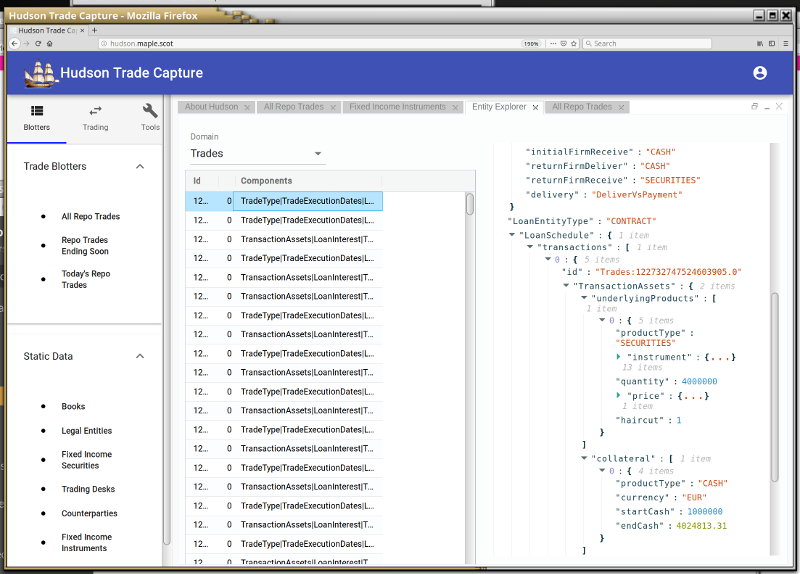 Hudson Trade Capture - Mozilla Firefox
Hudson Trade Ca
hudson.maple.scot
190%
Search
Hudson Trade Capture
Blotters
Trading
Tools
Trade Blotters
All Repo Trades
Repo Trades
Ending Soon
Today's Repo
Trades
Static Data
Books
Legal Entities
Fixed Income
Securities
Trading Desks
Counterparties
Fixed Income
Instruments
About Hudson
All Repo Trades
Fixed Income Instruments
Entity Explorer
All Repo Trades
Domain
Trades
Id Components
12... 0 TradeType|TradeExecutionDates|L...
12... 0 TradeType|TradeExecutionDates|L...
12... 0 TransactionAssets|LoanInterest|T...
12... 0 TradeType|TradeExecutionDates|L...
12... 0 TransactionAssets|LoanInterest|T...
12... 0 TradeType|TradeExecutionDates|L...
12... 0 TransactionAssets|LoanInterest|T...
12... 0 TransactionAssets|LoanInterest|T...
12... 0 TradeType|TradeExecutionDates|L...
12... 0 TransactionAssets|LoanInterest|T...
12... 0 TradeType|TradeExecutionDates|L...
12... 0 TradeType|TradeExecutionDates|L...
12... 0 TradeType|TradeExecutionDates|L...
12... 0 TransactionAssets|LoanInterest|T...
12... 0 TradeType|TradeExecutionDates|L...
12... 0 TransactionAssets|LoanInterest|T...
12... 0 TradeType|TradeExecutionDates|L...
12... 0 TransactionAssets|LoanInterest|T...
12... 0 TradeType|TradeExecutionDates|L...
12... 0 TransactionAssets|LoanInterest|T...
"initialFirmReceive" : "CASH"
"returnFirmDeliver" : "CASH"
"returnFirmReceive" : "SECURITIES"
"delivery" : "DeliverVsPayment"
}
"LoanEntityType" : "CONTRACT"
"LoanSchedule" : { 1 item
"transactions" : [ 1 item
0 : { 5 items
"id" : "Trades:122732747524603905.0"
"TransactionAssets" : { 2 items
"underlyingProducts" : [
1 item
0 : { 5 items
"productType" :
"SECURITIES"
"instrument" : {...}
13 items
"quantity" : 4000000
"price" : {...}
1 item
"haircut" : 1
}
]
"collateral" : [ 1 item
0 : { 4 items
"productType" : "CASH"
"currency" : "EUR"
"startCash" : 1000000
"endCash" : 4024813.31
}
]